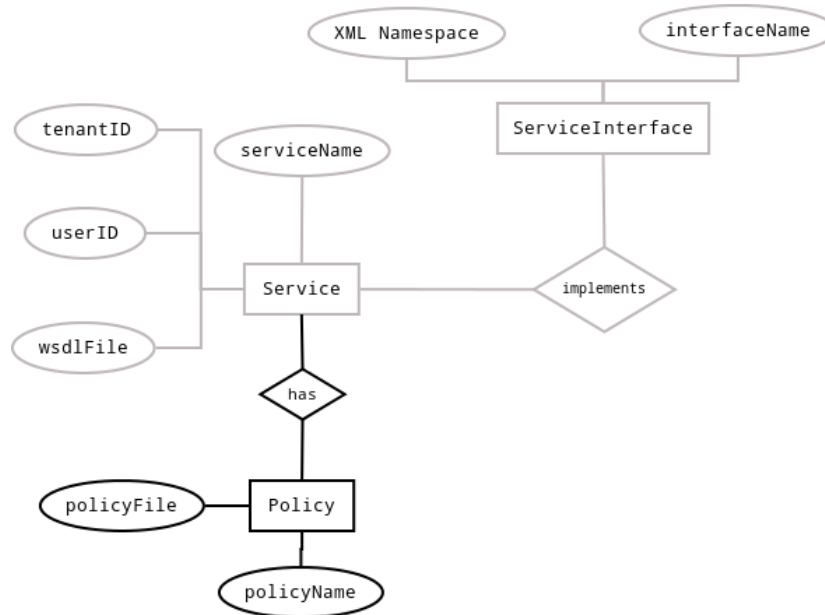 XML Namespace
interfaceName
tenantID
serviceName
ServiceInterface
userID
Service
implements
wsdlFile
has
policyFile
Policy
policyName